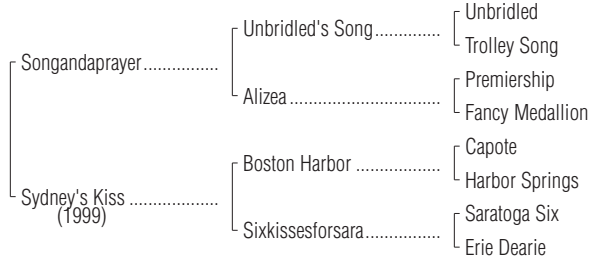 Unbridled
Unbridled's Song..............
Trolley Song
Songandaprayer................
Premiership
Alizea................................
Fancy Medallion
Capote
Boston Harbor ..................
Harbor Springs
Sydney's Kiss ...................
(1999)
Saratoga Six
Sixkissesforsara................
Erie Dearie